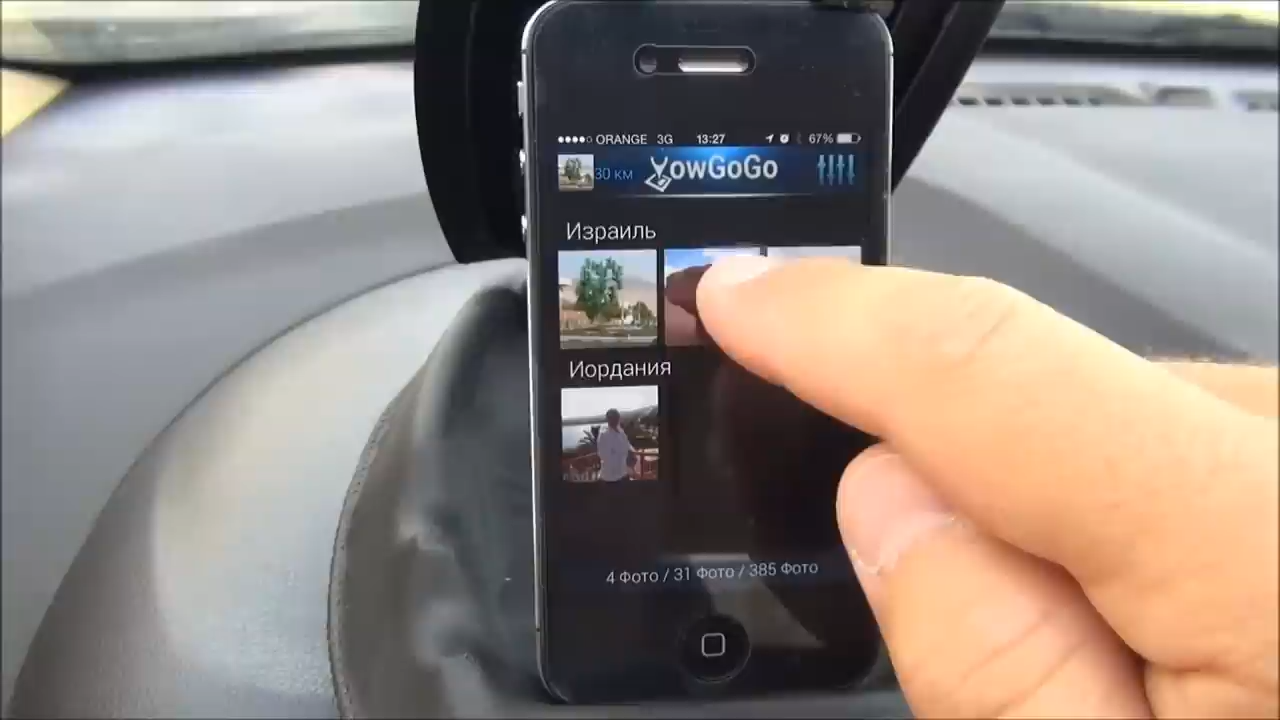 ORANGE 3G 13:27 67%
30 км YowGoGo
Израиль
Иордания
4 Фото / 31 Фото / 385 Фото